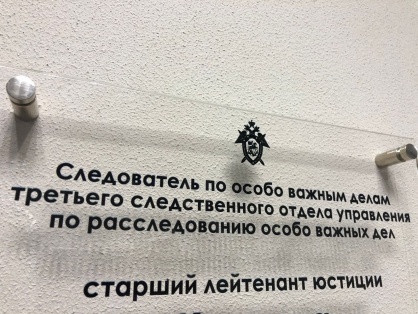 Следователь по особо важным делам
третьего следственного отдела управления
по расследованию особо важных дел
старший лейтенант юстиции